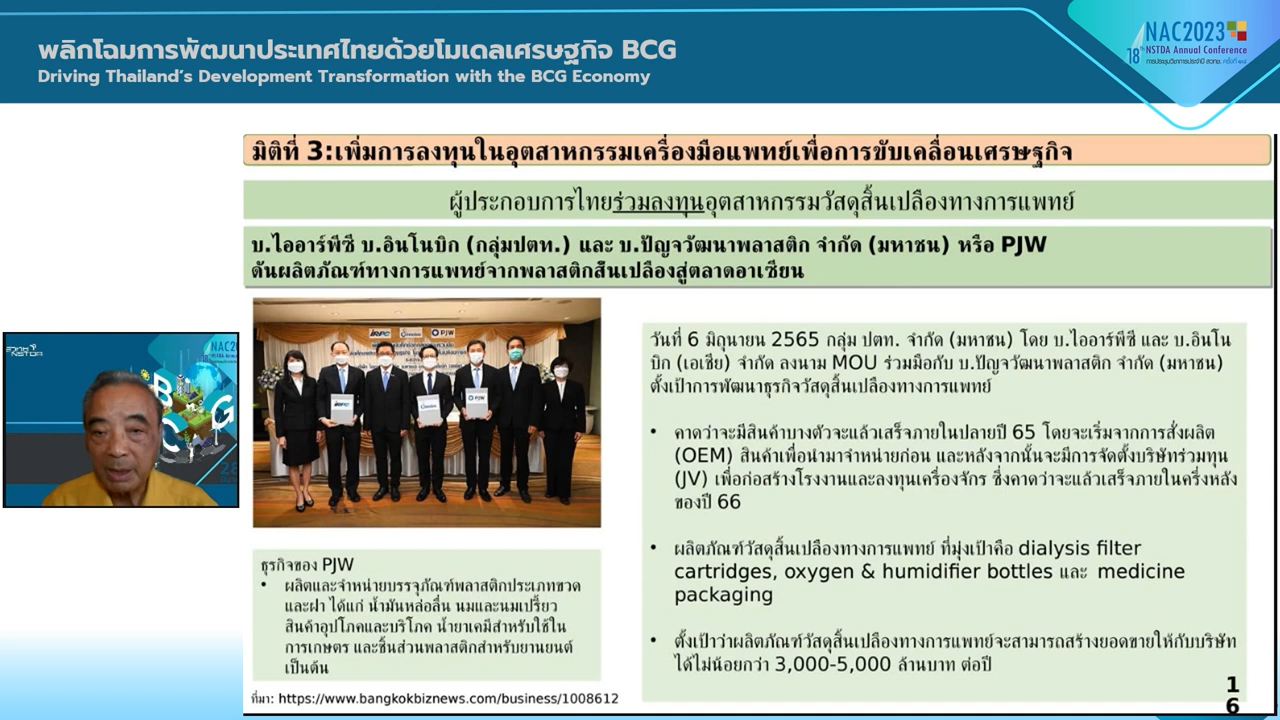 พลิกโฉมการพัฒนาประเทศไทยด้วยโมเดลเศรษฐกิจ BCG
Driving Thailand's Development Transformation with the BCG Economy
NAC2023
18th NSTDA Annual Conference
การประชุมวิชาการประจำปี สวทช. ครั้งที่ ๑๘
มิติที่ 3:เพิ่มการลงทุนในอุตสาหกรรมเครื่องมือแพทย์เพื่อการขับเคลื่อนเศรษฐกิจ
ผู้ประกอบการไทยร่วมลงทุนอุตสาหกรรมวัสดุสิ้นเปลืองทางการแพทย์
บ.ไออาร์พีซี บ.อินโนบิก (กลุ่มปตท.) และ บ.ปัญจวัฒนาพลาสติก จำกัด (มหาชน) หรือ PJW
ดันผลิตภัณฑ์ทางการแพทย์จากพลาสติกสิ้นเปลืองสู่ตลาดอาเซียน
สวทช
NSTDA
NAC2
B
C
G
IRPC
PJW
IRPC
PJW
วันที่ 6 มิถุนายน 2565 กลุ่ม ปตท. จำกัด (มหาชน) โดย บ.ไออาร์พีซี และ บ.อินโน
บิก (เอเซีย) จำกัด ลงนาม MOU ร่วมมือกับ บ.ปัญจวัฒนาพลาสติก จำกัด (มหาชน)
ตั้งเป้าการพัฒนาธุรกิจวัสดุสิ้นเปลืองทางการแพทย์
• คาดว่าจะมีสินค้าบางตัวจะแล้วเสร็จภายในปลายปี 65 โดยจะเริ่มจากการสั่งผลิต
(OEM) สินค้าเพื่อนำมาจำหน่ายก่อน และหลังจากนั้นจะมีการจัดตั้งบริษัทร่วมทุน
(JV) เพื่อก่อสร้างโรงงานและลงทุนเครื่องจักร ซึ่งคาดว่าจะแล้วเสร็จภายในครึ่งหลัง
ของปี 66
• ผลิตภัณฑ์วัสดุสิ้นเปลืองทางการแพทย์ ที่มุ่งเป้าคือ dialysis filter
cartridges, oxygen & humidifier bottles และ medicine
packaging
• ตั้งเป้าว่าผลิตภัณฑ์วัสดุสิ้นเปลืองทางการแพทย์จะสามารถสร้างยอดขายให้กับบริษัท
ได้ไม่น้อยกว่า 3,000-5,000 ล้านบาท ต่อปี
ธุรกิจของ PJW
• ผลิตและจำหน่ายบรรจุภัณฑ์พลาสติกประเภทขวด
และฝา ได้แก่ น้ำมันหล่อลื่น นมและนมเปรี้ยว
สินค้าอุปโภคและบริโภค น้ำยาเคมีสำหรับใช้ใน
การเกษตร และชิ้นส่วนพลาสติกสำหรับยานยนต์
เป็นต้น
ที่มา: https://www.bangkokbiznews.com/business/1008612
1
6